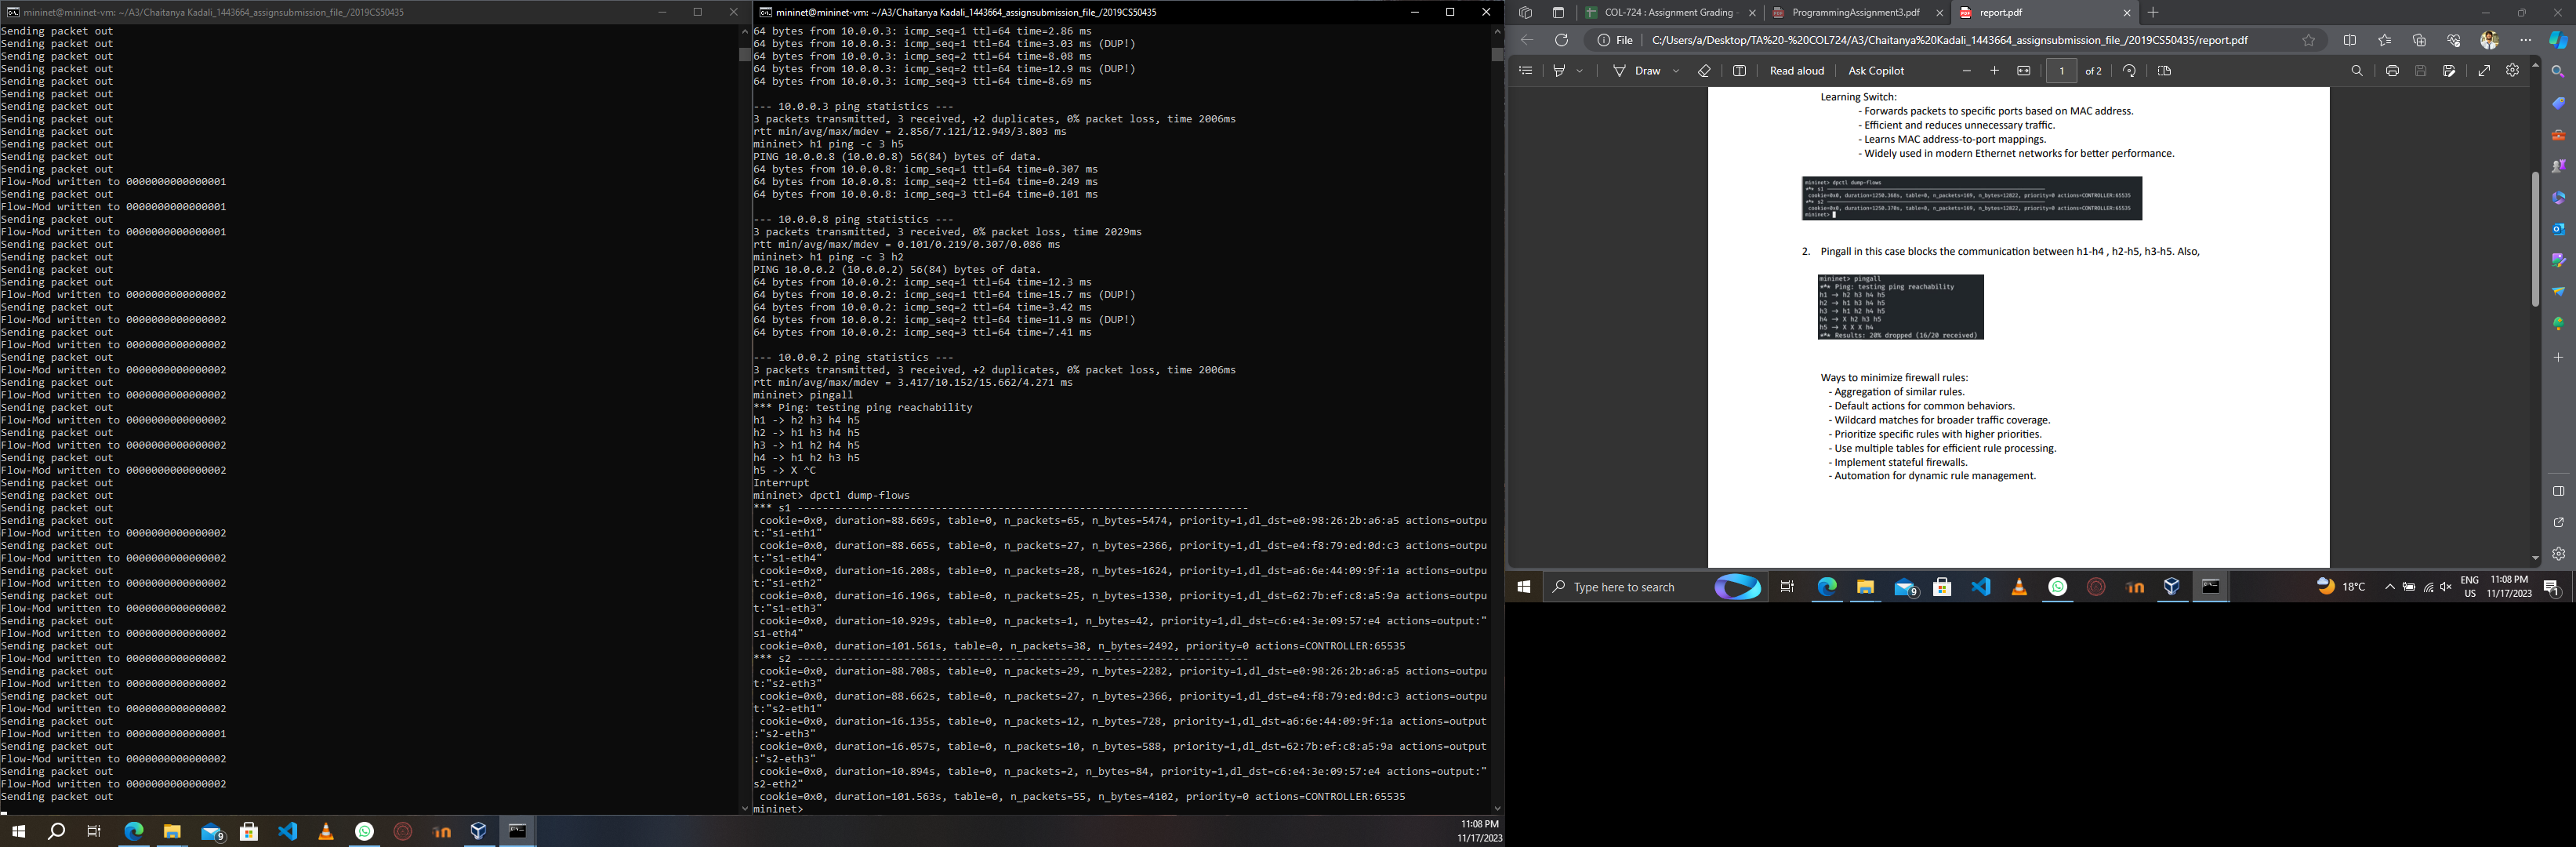 mininet@mininet-vm: ~/A3/Chaitanya Kadali_1443664_assignsubmission_file_/2019CS50435
Sending packet out
Sending packet out
Sending packet out
Sending packet out
Sending packet out
Sending packet out
Sending packet out
Sending packet out
Sending packet out
Sending packet out
Sending packet out
Sending packet out
Flow-Mod written to 0000000000000001
Sending packet out
Flow-Mod written to 0000000000000001
Sending packet out
Flow-Mod written to 0000000000000001
Sending packet out
Sending packet out
Sending packet out
Sending packet out
Flow-Mod written to 0000000000000002
Sending packet out
Flow-Mod written to 0000000000000002
Sending packet out
Flow-Mod written to 0000000000000002
Sending packet out
Flow-Mod written to 0000000000000002
Sending packet out
Flow-Mod written to 0000000000000002
Sending packet out
Flow-Mod written to 0000000000000002
Sending packet out
Flow-Mod written to 0000000000000002
Sending packet out
Flow-Mod written to 0000000000000002
Sending packet out
Sending packet out
Sending packet out
Sending packet out
Flow-Mod written to 0000000000000002
Sending packet out
Flow-Mod written to 0000000000000002
Sending packet out
Flow-Mod written to 0000000000000002
Flow-Mod written to 0000000000000002
Sending packet out
Flow-Mod written to 0000000000000002
Sending packet out
Flow-Mod written to 0000000000000002
Sending packet out
Flow-Mod written to 0000000000000002
Sending packet out
Flow-Mod written to 0000000000000002
Sending packet out
Flow-Mod written to 0000000000000001
Sending packet out
Flow-Mod written to 0000000000000002
Sending packet out
Flow-Mod written to 0000000000000002
Sending packet out
mininet@mininet-vm: ~/A3/Chaitanya Kadali_1443664_assignsubmission_file_/2019CS50435
64 bytes from 10.0.0.3: icmp_seq=1 ttl=64 time=2.86 ms
64 bytes from 10.0.0.3: icmp_seq=1 ttl=64 time=3.03 ms (DUP!)
64 bytes from 10.0.0.3: icmp_seq=2 ttl=64 time=8.08 ms
64 bytes from 10.0.0.3: icmp_seq=2 ttl=64 time=12.9 ms (DUP!)
64 bytes from 10.0.0.3: icmp_seq=3 ttl=64 time=8.69 ms
--- 10.0.0.3 ping statistics ---
3 packets transmitted, 3 received, +2 duplicates, 0% packet loss, time 2006ms
rtt min/avg/max/mdev = 2.856/7.121/12.949/3.803 ms
mininet> h1 ping -c 3 h5
PING 10.0.0.8 (10.0.0.8) 56(84) bytes of data.
64 bytes from 10.0.0.8: icmp_seq=1 ttl=64 time=0.307 ms
64 bytes from 10.0.0.8: icmp_seq=2 ttl=64 time=0.249 ms
64 bytes from 10.0.0.8: icmp_seq=3 ttl=64 time=0.101 ms
--- 10.0.0.8 ping statistics ---
3 packets transmitted, 3 received, 0% packet loss, time 2029ms
rtt min/avg/max/mdev = 0.101/0.219/0.307/0.086 ms
mininet> h1 ping -c 3 h2
PING 10.0.0.2 (10.0.0.2) 56(84) bytes of data.
64 bytes from 10.0.0.2: icmp_seq=1 ttl=64 time=12.3 ms
64 bytes from 10.0.0.2: icmp_seq=1 ttl=64 time=15.7 ms (DUP!)
64 bytes from 10.0.0.2: icmp_seq=2 ttl=64 time=3.42 ms
64 bytes from 10.0.0.2: icmp_seq=2 ttl=64 time=11.9 ms (DUP!)
64 bytes from 10.0.0.2: icmp_seq=3 ttl=64 time=7.41 ms
--- 10.0.0.2 ping statistics ---
3 packets transmitted, 3 received, +2 duplicates, 0% packet loss, time 2006ms
rtt min/avg/max/mdev = 3.417/10.152/15.662/4.271 ms
mininet> pingall
*** Ping: testing ping reachability
h1 -> h2 h3 h4 h5
h2 -> h1 h3 h4 h5
h3 -> h1 h2 h4 h5
h4 -> h1 h2 h3 h5
h5 -> X ^C
Interrupt
mininet> dpctl dump-flows
*** s1 ------------------------------------------------------------------------
cookie=0x0, duration=88.669s, table=0, n_packets=65, n_bytes=5474, priority=1,dl_dst=e0:98:26:2b:a6:a5 actions=outpu
t:"s1-eth1"
cookie=0x0, duration=88.665s, table=0, n_packets=27, n_bytes=2366, priority=1,dl_dst=e4:f8:79:ed:0d:c3 actions=outpu
t:"s1-eth4"
cookie=0x0, duration=16.208s, table=0, n_packets=28, n_bytes=1624, priority=1,dl_dst=a6:6e:44:09:9f:1a actions=outpu
t:"s1-eth2"
cookie=0x0, duration=16.196s, table=0, n_packets=25, n_bytes=1330, priority=1,dl_dst=62:7b:ef:c8:a5:9a actions=outpu
t:"s1-eth3"
cookie=0x0, duration=10.929s, table=0, n_packets=1, n_bytes=42, priority=1,dl_dst=c6:e4:3e:09:57:e4 actions=output:"
s1-eth4"
cookie=0x0, duration=101.561s, table=0, n_packets=38, n_bytes=2492, priority=0 actions=CONTROLLER:65535
*** s2 ------------------------------------------------------------------------
cookie=0x0, duration=88.708s, table=0, n_packets=29, n_bytes=2282, priority=1,dl_dst=e0:98:26:2b:a6:a5 actions=outpu
t:"s2-eth3"
cookie=0x0, duration=88.662s, table=0, n_packets=27, n_bytes=2366, priority=1,dl_dst=e4:f8:79:ed:0d:c3 actions=outpu
t:"s2-eth1"
cookie=0x0, duration=16.135s, table=0, n_packets=12, n_bytes=728, priority=1,dl_dst=a6:6e:44:09:9f:1a actions=output
:"s2-eth3"
cookie=0x0, duration=16.057s, table=0, n_packets=10, n_bytes=588, priority=1,dl_dst=62:7b:ef:c8:a5:9a actions=output
:"s2-eth3"
cookie=0x0, duration=10.894s, table=0, n_packets=2, n_bytes=84, priority=1,dl_dst=c6:e4:3e:09:57:e4 actions=output:"
s2-eth2"
cookie=0x0, duration=101.563s, table=0, n_packets=55, n_bytes=4102, priority=0 actions=CONTROLLER:65535
mininet>
9
11:08 PM
11/17/2023
COL-724 : Assignment Grading -
ProgrammingAssignment3.pdf
report.pdf
File
C:/Users/a/Desktop/TA%20-%20COL724/A3/Chaitanya%20Kadali_1443664_assignsubmission_file_/2019CS50435/report.pdf
Draw
Read aloud
Ask Copilot
1
of 2
Learning Switch:
- Forwards packets to specific ports based on MAC address.
- Efficient and reduces unnecessary traffic.
- Learns MAC address-to-port mappings.
- Widely used in modern Ethernet networks for better performance.
mininet> dpctl dump-flows
*** s1
cookie=0x0, duration=1250.368s, table=0, n_packets=169, n_bytes=12022, priority=0 actions=CONTROLLER:65535
*** s2
cookie=0x0, duration=1250.370s, table=0, n_packets=169, n_bytes=12022, priority=0 actions=CONTROLLER:65535
mininet>
2. Pingall in this case blocks the communication between h1-h4 , h2-h5, h3-h5. Also,
mininet> pingall
*** Ping: testing ping reachability
h1 → h2 h3 h4 h5
h2 → h1 h3 h4 h5
h3 → h1 h2 h4 h5
h4 → X h2 h3 h5
h5 → X X X h4
*** Results: 20% dropped (16/20 received)
Ways to minimize firewall rules:
- Aggregation of similar rules.
- Default actions for common behaviors.
- Wildcard matches for broader traffic coverage.
- Prioritize specific rules with higher priorities.
- Use multiple tables for efficient rule processing.
- Implement stateful firewalls.
- Automation for dynamic rule management.
Type here to search
9
18°C
ENG
US
11:08 PM
11/17/2023
1